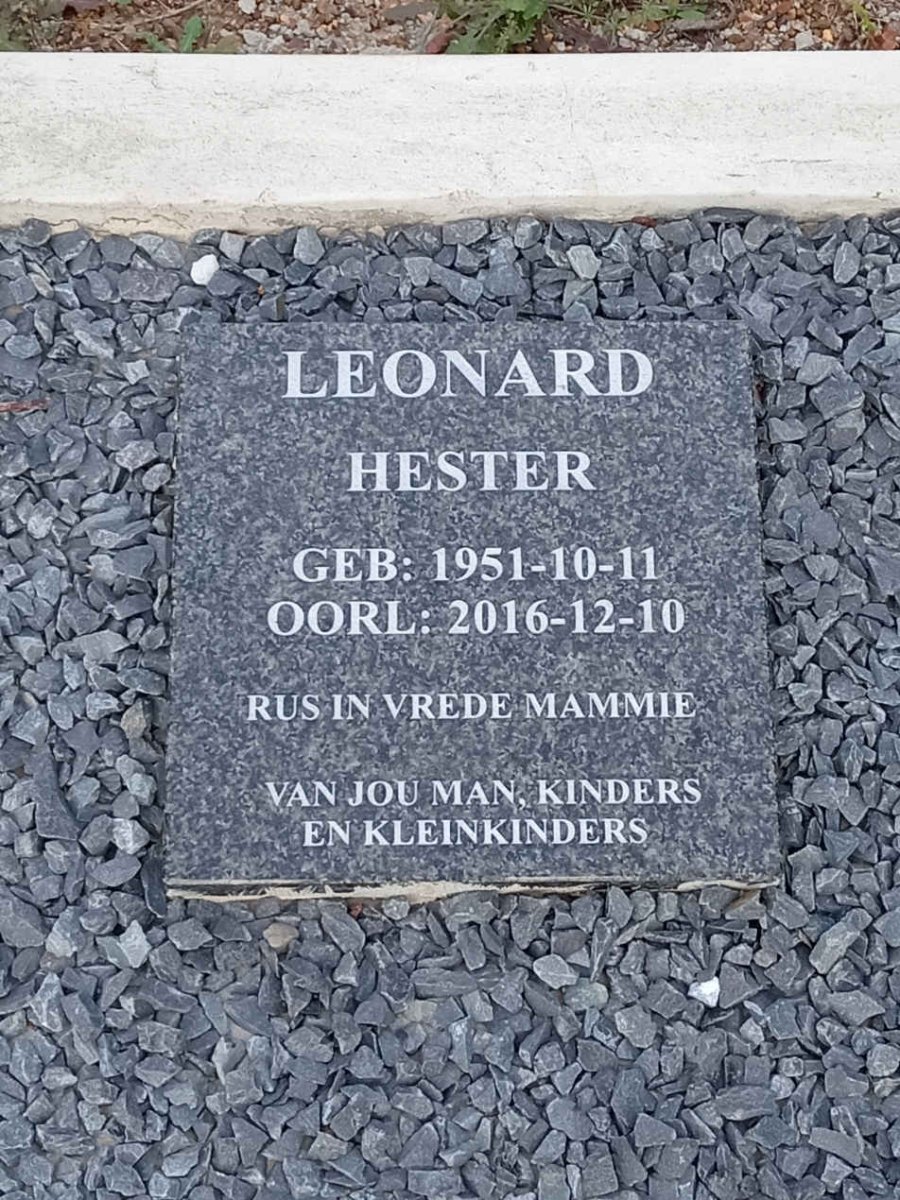 LEONARD
HESTER
GEB: 1951-10-11
OORL: 2016-12-10
RUS IN VREDE MAMMIE
VAN JOU MAN, KINDERS
EN KLEINKINDERS